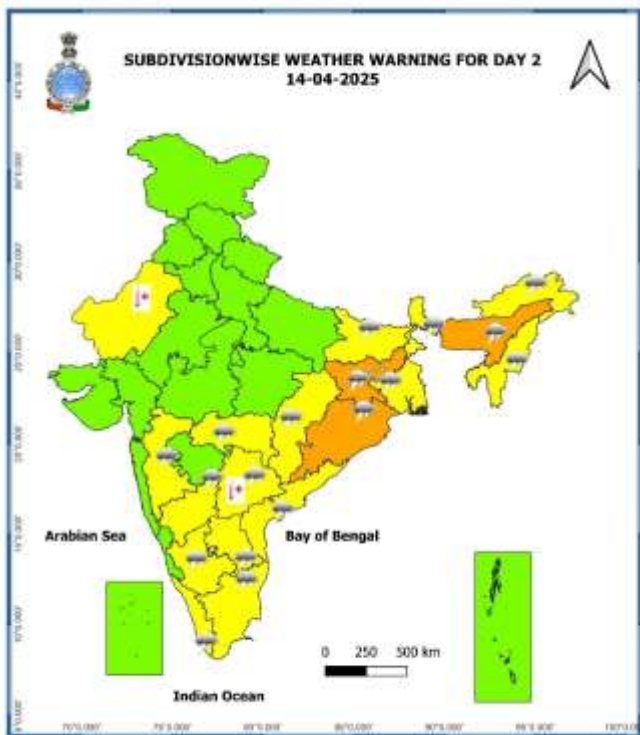 SUBDIVISIONWISE WEATHER WARNING FOR DAY 2
14-04-2025
Arabian Sea
Bay of Bengal
0 250 500 km
Indian Ocean